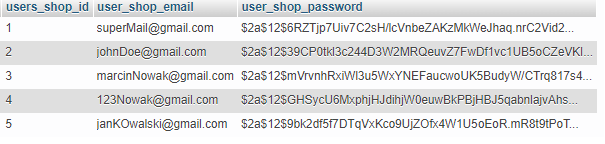 users_shop_id user_shop_email user_shop_password
1 superMail@gmail.com $2a$12$6RZTjp7Uiv7C2sH/lcVnbeZAKzMkWeJhaq.nrC2Vid2...
2 johnDoe@gmail.com $2a$12$39CP0tkl3c244D3W2MRQeuvZ7FwDf1vc1UB5oCZeVKl...
3 marcinNowak@gmail.com $2a$12$mVrvnhRxiWl3u5WxYNEFaucwoUK5BudyW/CTrq817s4...
4 123Nowak@gmail.com $2a$12$GHSycU6MxphjHJdihjW0euwBkPBjHBJ5qabnlajvAhs...
5 janKOwalski@gmail.com $2a$12$9bk2df5f7DTqVxKco9UjZOfx4W1U5oEoR.mR8t9tPoT...